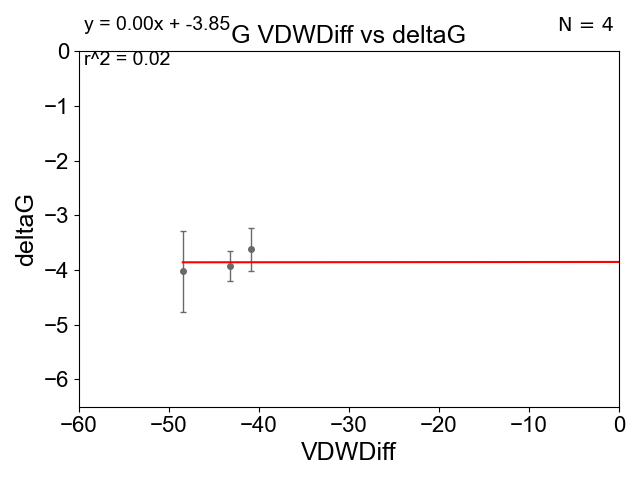 y = 0.00x + -3.85
G VDWDiff vs deltaG
N = 4
r^2 = 0.02
0
−1
−2
−3
−4
−5
−6
deltaG
−60 −50 −40 −30 −20 −10 0
VDWDiff